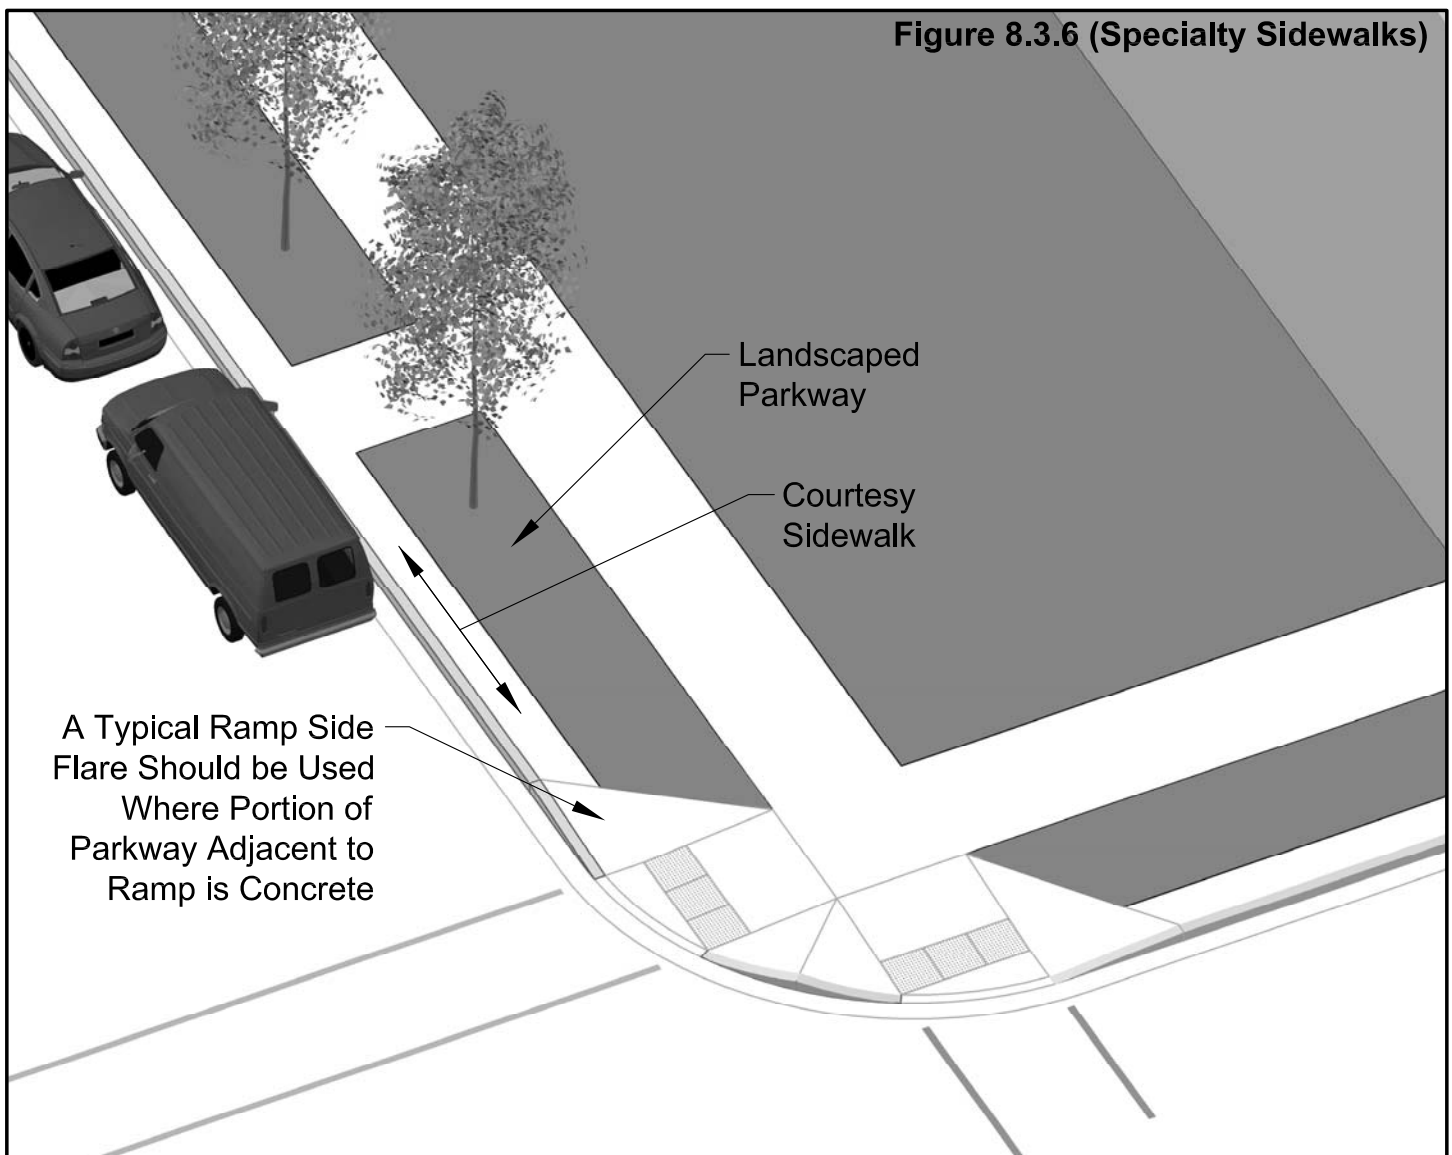 Figure 8.3.6 (Specialty Sidewalks)
Landscaped
Parkway
Courtesy
Sidewalk
A Typical Ramp Side
Flare Should be Used
Where Portion of
Parkway Adjacent to
Ramp is Concrete